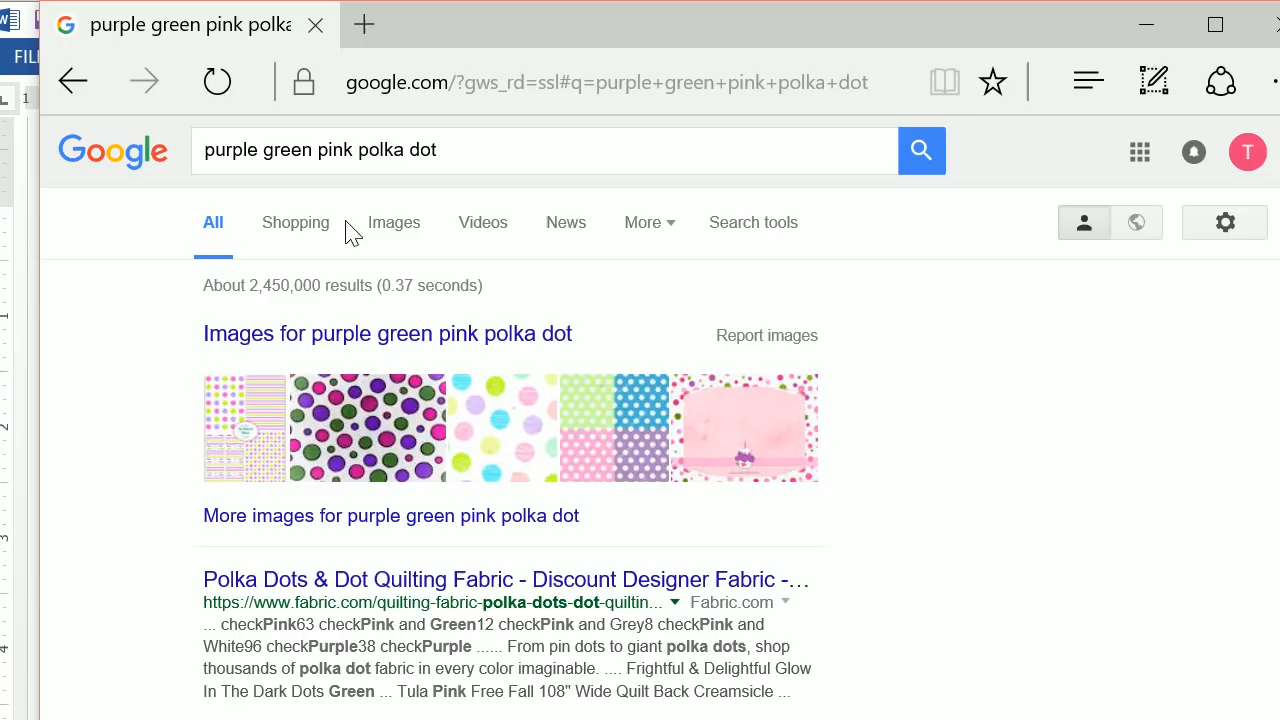 purple green pink polka
FIL
google.com/?gws_rd=ssl#q=purple+green+pink+polka+dot
1
Google
purple green pink polka dot
T
All Shopping Images Videos News More Search tools
About 2,450,000 results (0.37 seconds)
Images for purple green pink polka dot
Report images
1
2
More images for purple green pink polka dot
3
Polka Dots & Dot Quilting Fabric - Discount Designer Fabric -...
https://www.fabric.com/quilting-fabric-polka-dots-dot-quiltin... Fabric.com
... checkPink63 checkPink and Green12 checkPink and Grey8 checkPink and
White96 checkPurple38 checkPurple ...... From pin dots to giant polka dots, shop
4
thousands of polka dot fabric in every color imaginable. .... Frightful & Delightful Glow
In The Dark Dots Green ... Tula Pink Free Fall 108" Wide Quilt Back Creamsicle ...